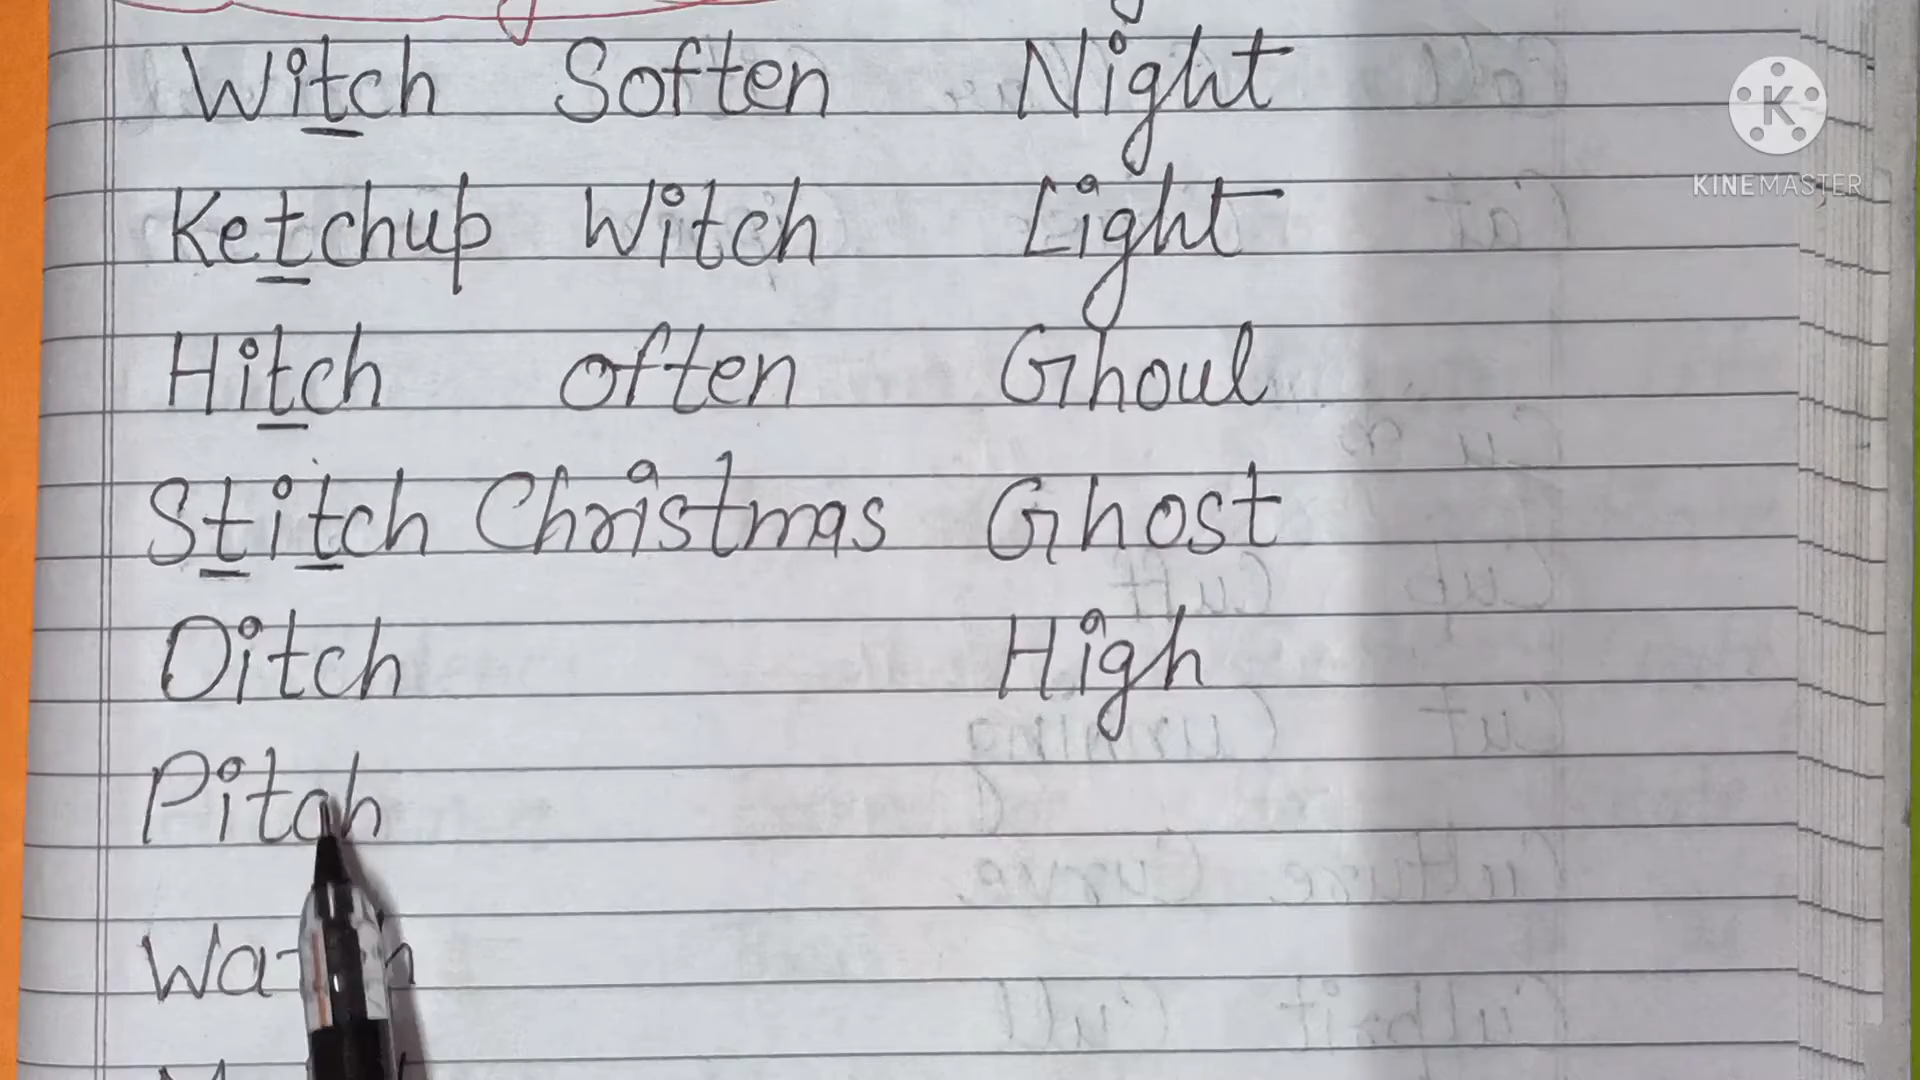 Witch Soften Night
Ketchup Witch Light
Hitch often Ghoul
Stitch Christmas Ghost
Ditch High
Pitch
KINEMASTER